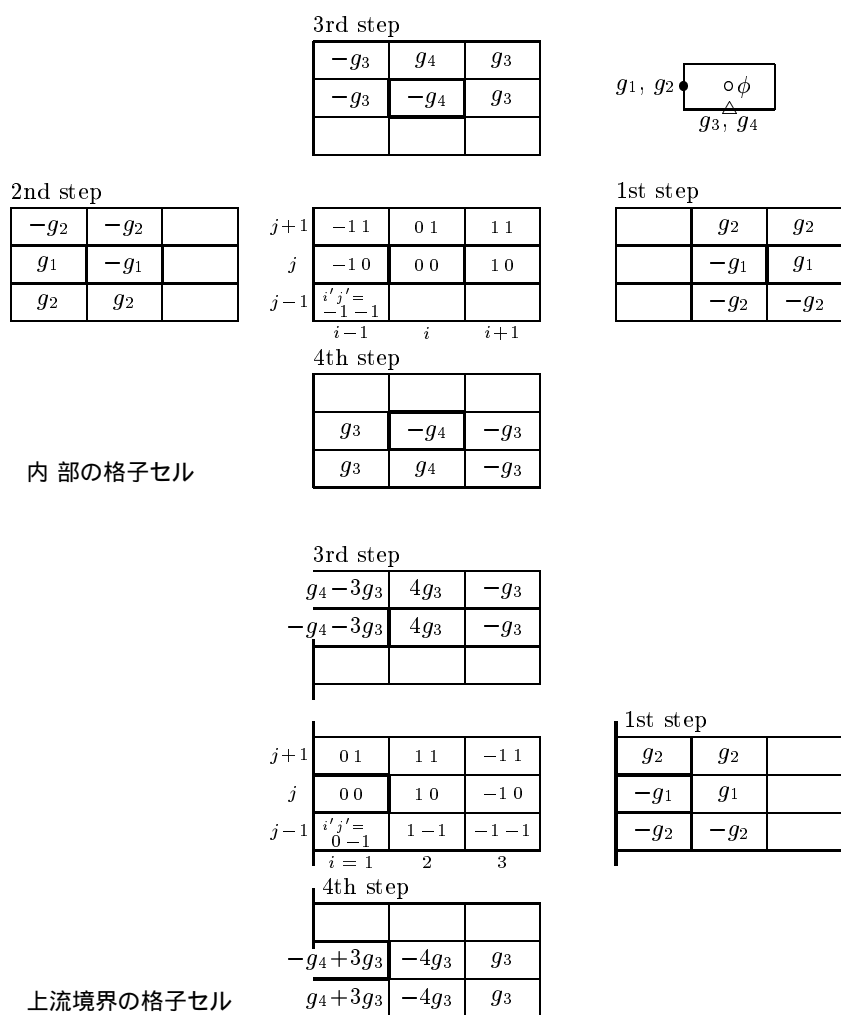 3rd step
−g3 g4 g3
−g3 −g4 g3
g1, g2 φ
g3, g4
2nd step
−g2 −g2
g1 −g1
g2 g2
j+1 −1 1 0 1 1 1
j −1 0 0 0 1 0
j−1 i′j′=
−1 −1
i−1 i i+1
1st step
g2 g2
−g1 g1
−g2 −g2
4th step
g3 −g4 −g3
g3 g4 −g3
内 部の格子セル
3rd step
g4−3g3 4g3 −g3
−g4−3g3 4g3 −g3
j+1 0 1 1 1 −1 1
j 0 0 1 0 −1 0
j−1 i′j′= 1 −1 −1 −1
0 −1
i = 1 2 3
1st step
g2 g2
−g1 g1
−g2 −g2
4th step
−g4+3g3 −4g3 g3
g4+3g3 −4g3 g3
上流境界の格子セル